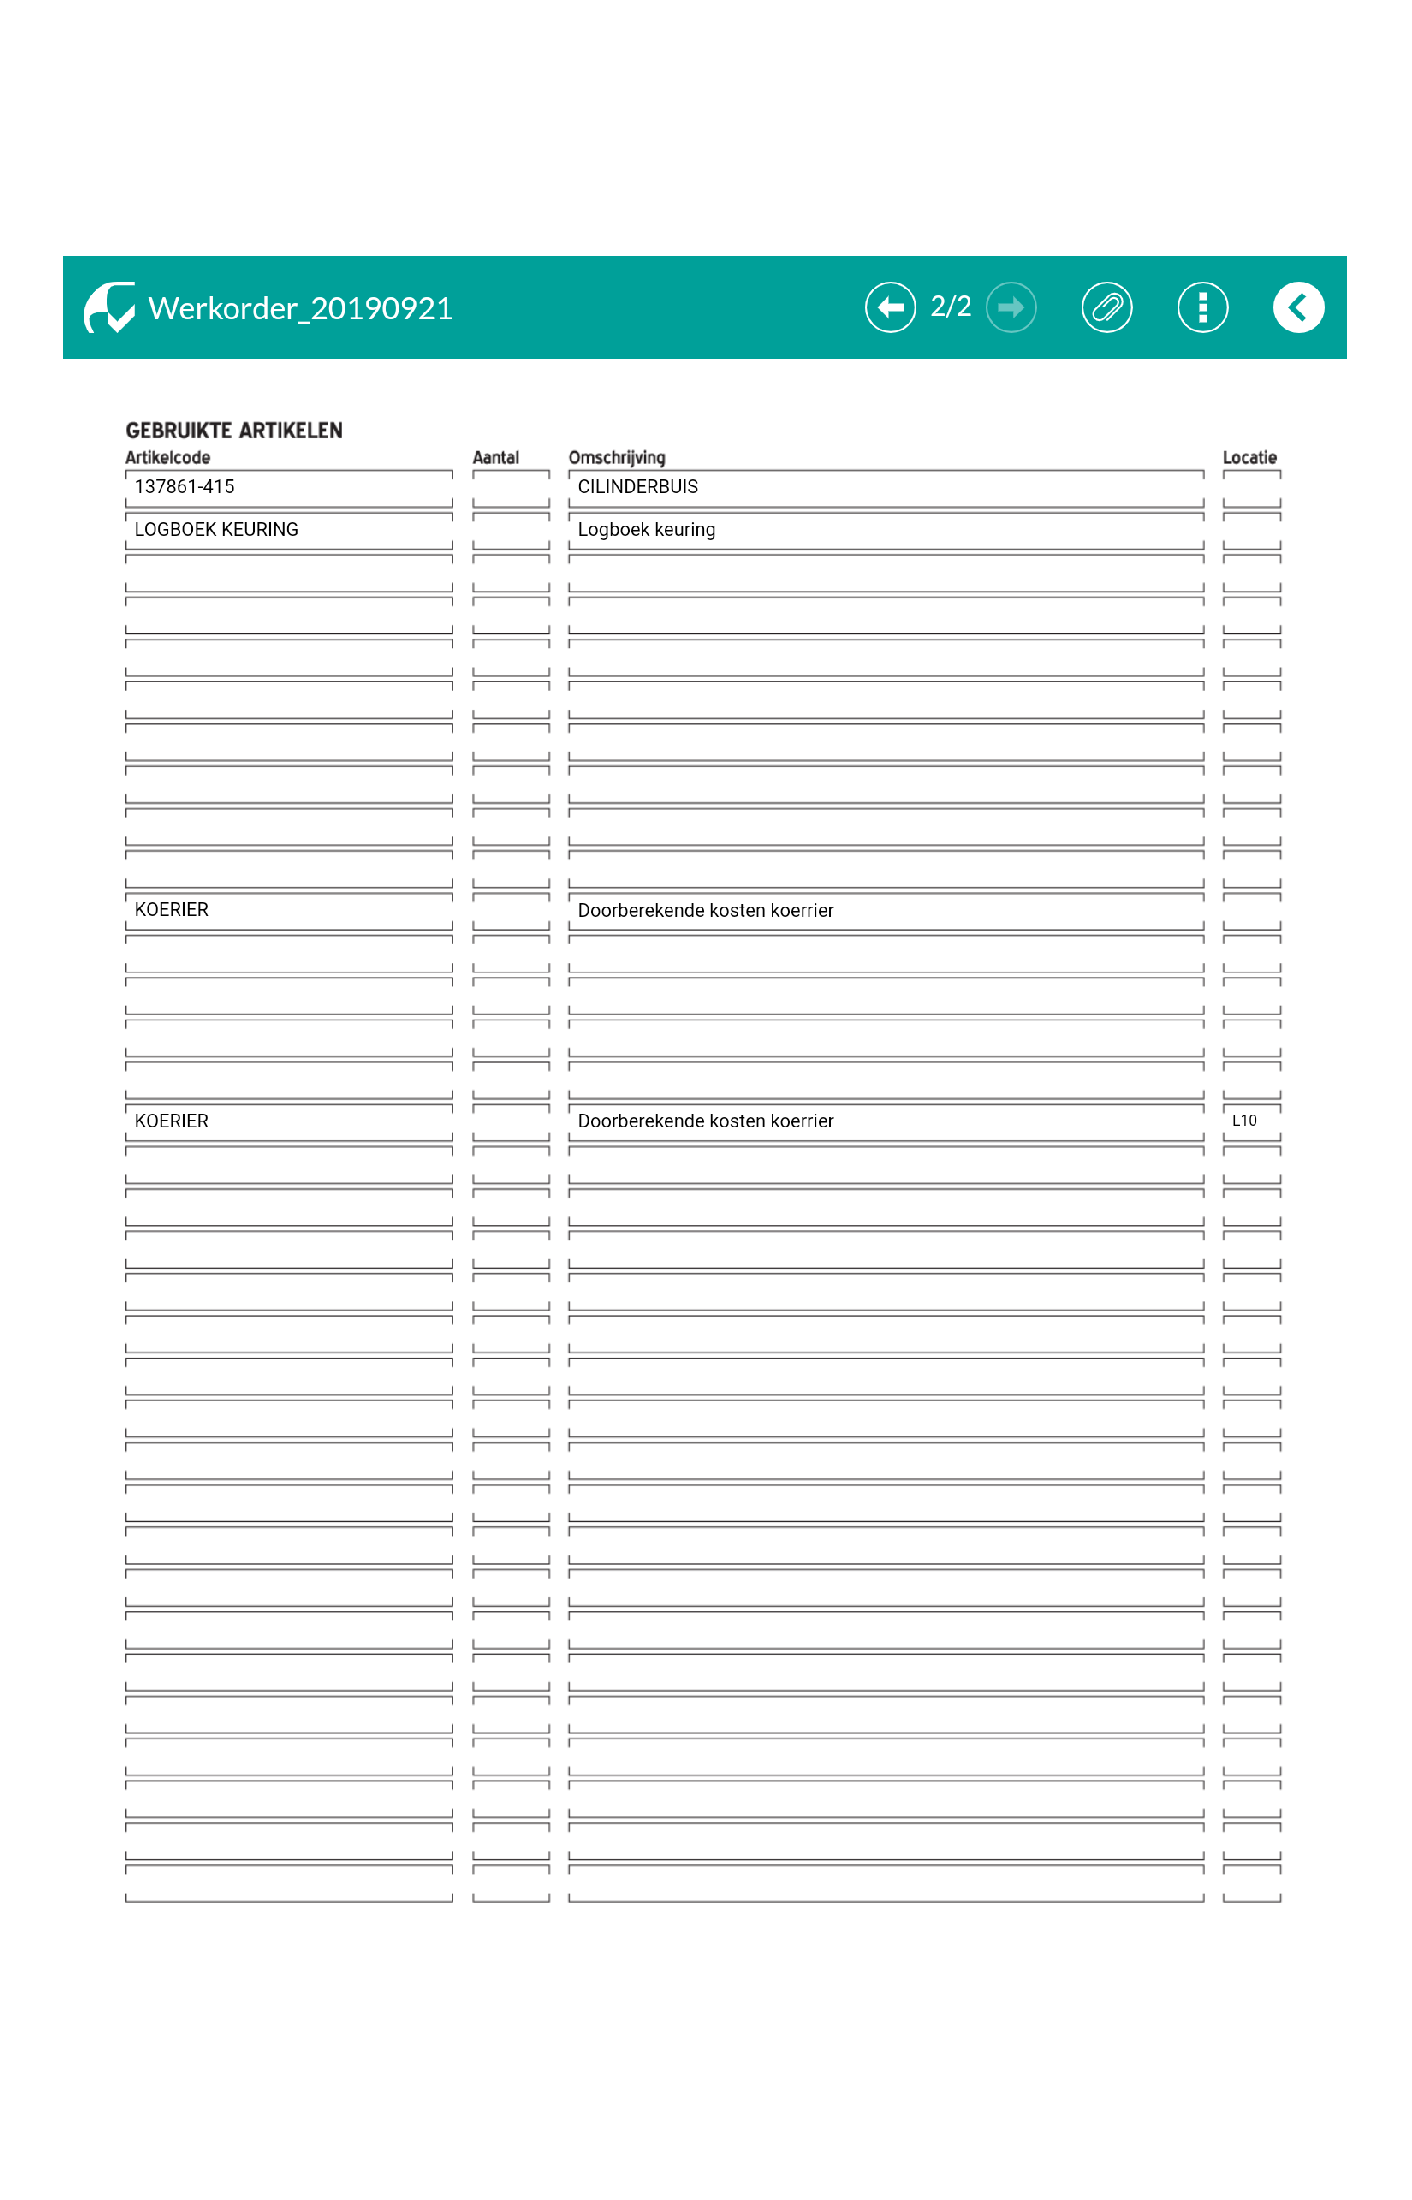 Werkorder_20190921
2/2
GEBRUIKTE ARTIKELEN
Artikelcode Aantal Omschrijving Locatie
137861-415 CILINDERBUIS
LOGBOEK KEURING Logboek keuring
KOERIER Doorberekende kosten koerrier
KOERIER Doorberekende kosten koerrier L10